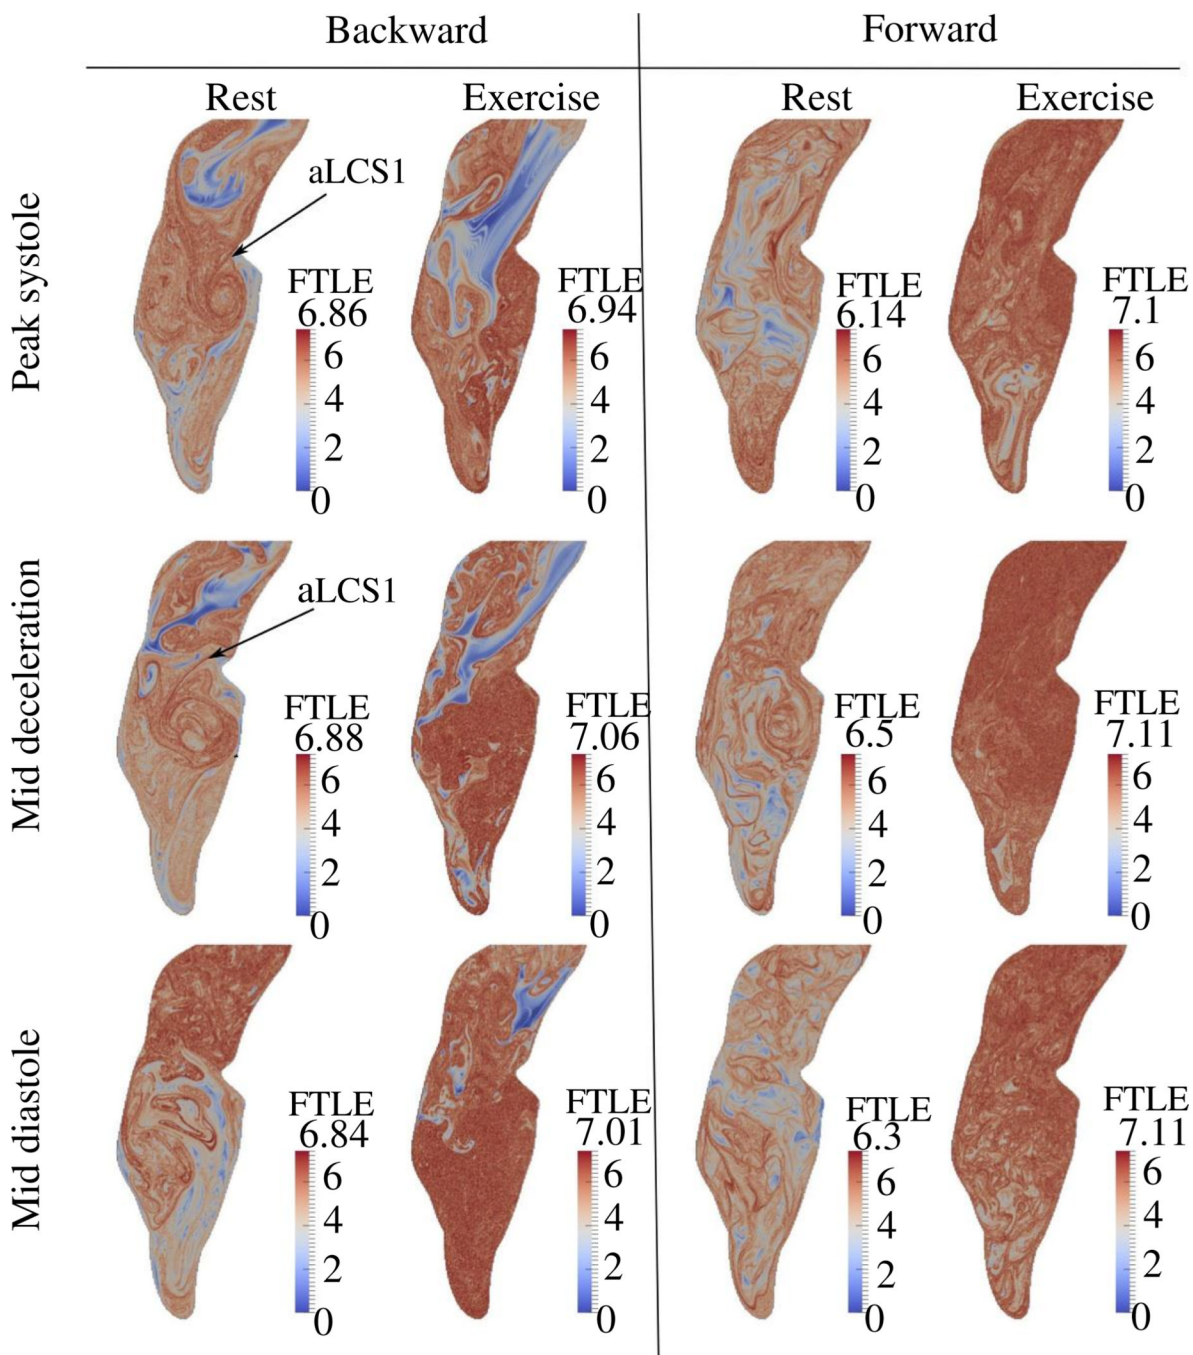 Backward
Forward
Rest
Exercise
Rest
Exercise
Peak systole
aLCS1
FTLE
6.86
6
4
2
0
FTLE
6.94
6
4
2
0
FTLE
6.14
6
4
2
0
FTLE
7.1
6
4
2
0
Mid deceleration
aLCS1
FTLE
6.88
6
4
2
0
FTLE
7.06
6
4
2
0
FTLE
6.5
6
4
2
0
FTLE
7.11
6
4
2
0
Mid diastole
FTLE
6.84
6
4
2
0
FTLE
7.01
6
4
2
0
FTLE
6.3
6
4
2
0
FTLE
7.11
6
4
2
0